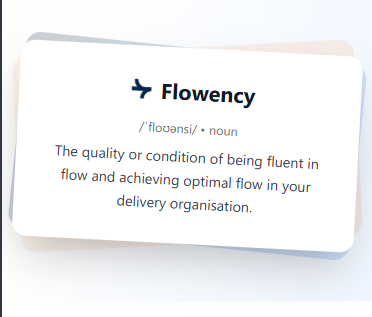 Flowency
/ˈfloʊənsi/ • noun
The quality or condition of being fluent in
flow and achieving optimal flow in your
delivery organisation.